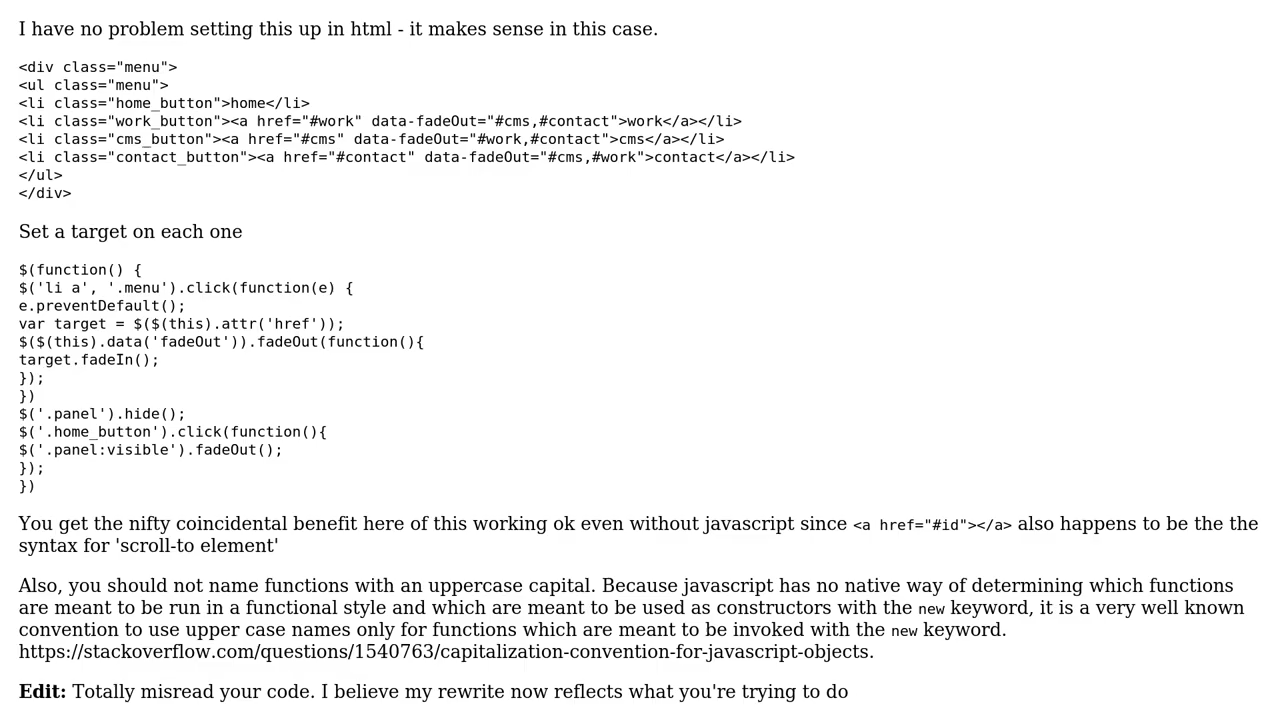 I have no problem setting this up in html - it makes sense in this case.
<div class="menu">
<ul class="menu">
<li class="home_button">home</li>
<li class="work_button"><a href="#work" data-fadeOut="#cms,#contact">work</a></li>
<li class="cms_button"><a href="#cms" data-fadeOut="#work,#contact">cms</a></li>
<li class="contact_button"><a href="#contact" data-fadeOut="#cms,#work">contact</a></li>
</ul>
</div>
Set a target on each one
$(function() {
$('li a', '.menu').click(function(e) {
e.preventDefault();
var target = $($(this).attr('href'));
$($(this).data('fadeOut')).fadeOut(function(){
target.fadeIn();
});
})
$('.panel').hide();
$('.home_button').click(function(){
$('.panel:visible').fadeOut();
});
})
You get the nifty coincidental benefit here of this working ok even without javascript since <a href="#id"></a> also happens to be the the
syntax for 'scroll-to element'
Also, you should not name functions with an uppercase capital. Because javascript has no native way of determining which functions
are meant to be run in a functional style and which are meant to be used as constructors with the new keyword, it is a very well known
convention to use upper case names only for functions which are meant to be invoked with the new keyword.
https://stackoverflow.com/questions/1540763/capitalization-convention-for-javascript-objects.
Edit: Totally misread your code. I believe my rewrite now reflects what you're trying to do